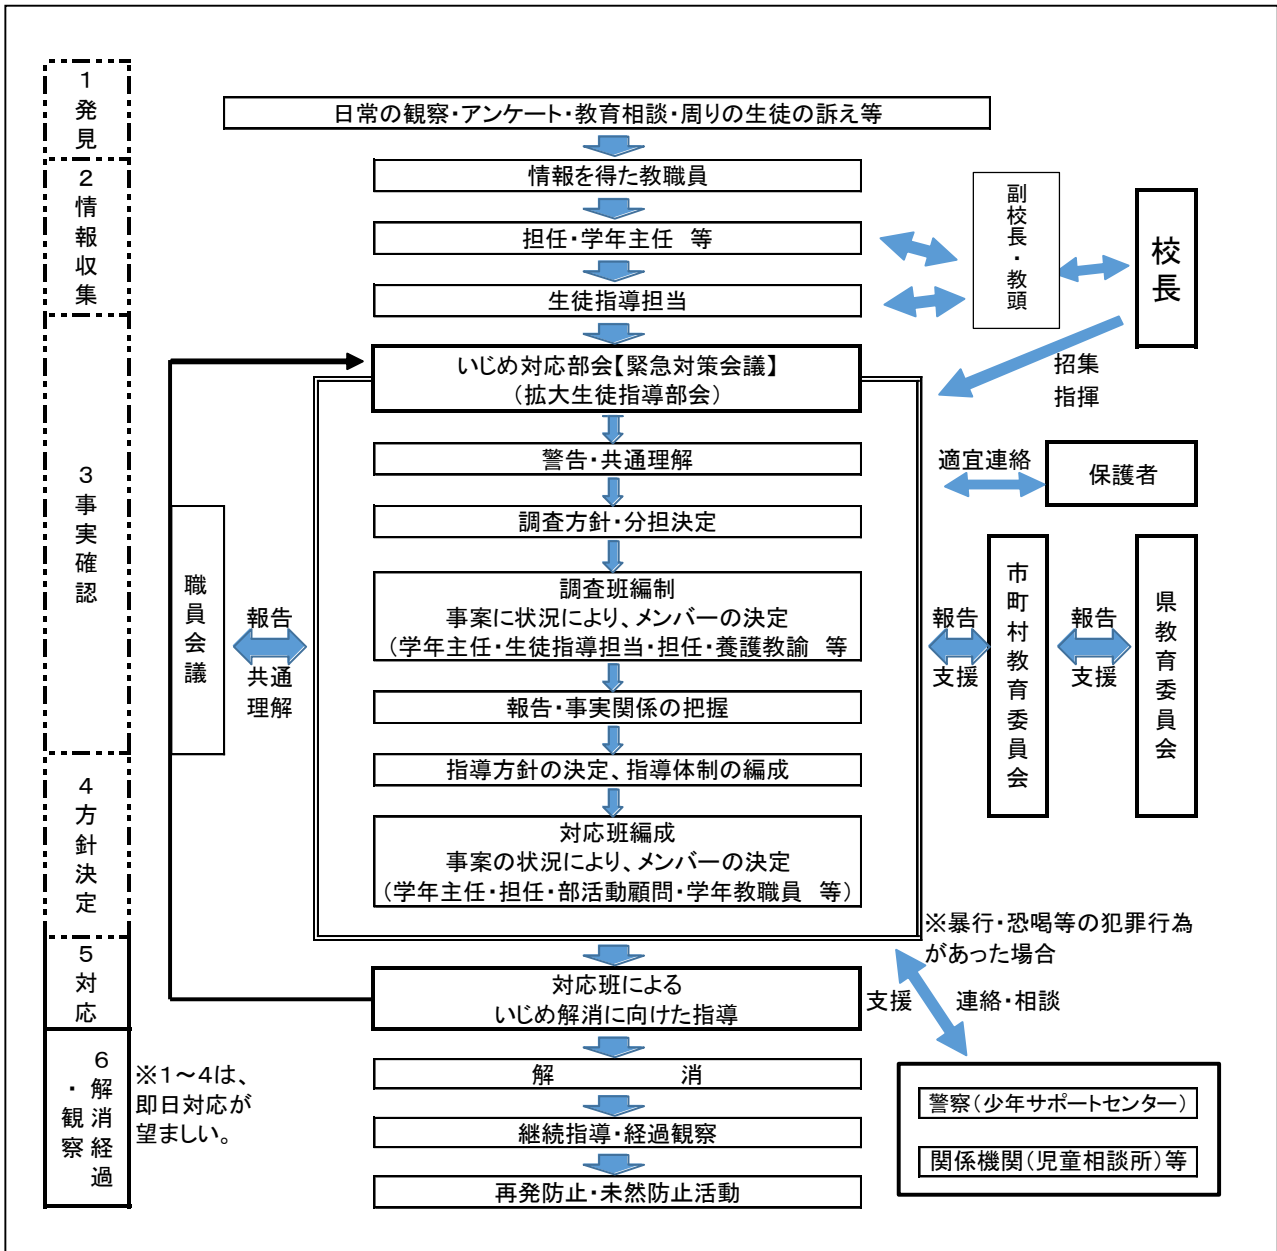 1
発
見
2
情
報
収
集
3
事
実
確
認
4
方
針
決
定
5
対
応
6
解
消
経
過
・
観
察
※1～4は、
即日対応が
望ましい。
日常の観察・アンケート・教育相談・周りの生徒の訴え等
情報を得た教職員
担任・学年主任　等
生徒指導担当
副
校
長
・
教
頭
校
長
招集
指揮
いじめ対応部会【緊急対策会議】
（拡大生徒指導部会）
警告・共通理解
調査方針・分担決定
調査班編制
事案に状況により、メンバーの決定
（学年主任・生徒指導担当・担任・養護教諭　等
報告・事実関係の把握
指導方針の決定、指導体制の編成
対応班編成
事案の状況により、メンバーの決定
（学年主任・担任・部活動顧問・学年教職員　等）
職
員
会
議
報告
共通
理解
適宜連絡
保護者
報告
支援
市
町
村
教
育
委
員
会
報告
支援
県
教
育
委
員
会
※暴行・恐喝等の犯罪行為
があった場合
支援
連絡・相談
対応班による
いじめ解消に向けた指導
解　　　　　消
継続指導・経過観察
再発防止・未然防止活動
警察（少年サポートセンター）
関係機関（児童相談所）等